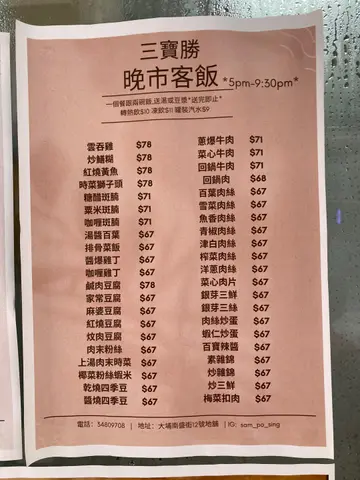 三寶勝
晚市客飯 *5pm-9:30pm*
一個餐跟兩碗飯,送湯或豆漿*送完即止*
轉熱飲$10 凍飲$11 罐裝汽水$9
雲吞雞 $78
炒鱔糊 $78
紅燒黃魚 $78
時菜獅子頭 $78
糖醋斑腩 $71
粟米斑腩 $71
咖喱斑腩 $71
湯醬百葉 $67
排骨菜飯 $67
醬爆雞丁 $67
咖喱雞丁 $67
鹹肉豆腐 $78
家常豆腐 $67
麻婆豆腐 $67
紅燒豆腐 $67
炆肉豆腐 $67
肉末粉絲 $67
上湯肉末時菜 $67
椰菜粉絲蝦米 $67
乾燒四季豆 $67
醬燒四季豆 $67
蔥爆牛肉 $71
菜心牛肉 $71
回鍋牛肉 $71
回鍋肉 $68
百葉肉絲 $67
雪菜肉絲 $67
魚香肉絲 $67
青椒肉絲 $67
津白肉絲 $67
榨菜肉絲 $67
洋蔥肉絲 $67
菜心肉片 $67
銀芽三鮮 $67
銀芽三絲 $67
肉絲炒蛋 $67
蝦仁炒蛋 $67
百寶辣醬 $67
素雜錦 $67
炒雜錦 $67
炒三鮮 $67
梅菜扣肉 $67
電話: 34809708 | 地址: 大埔南盛街12號地舖 | IG: sam_po_sing